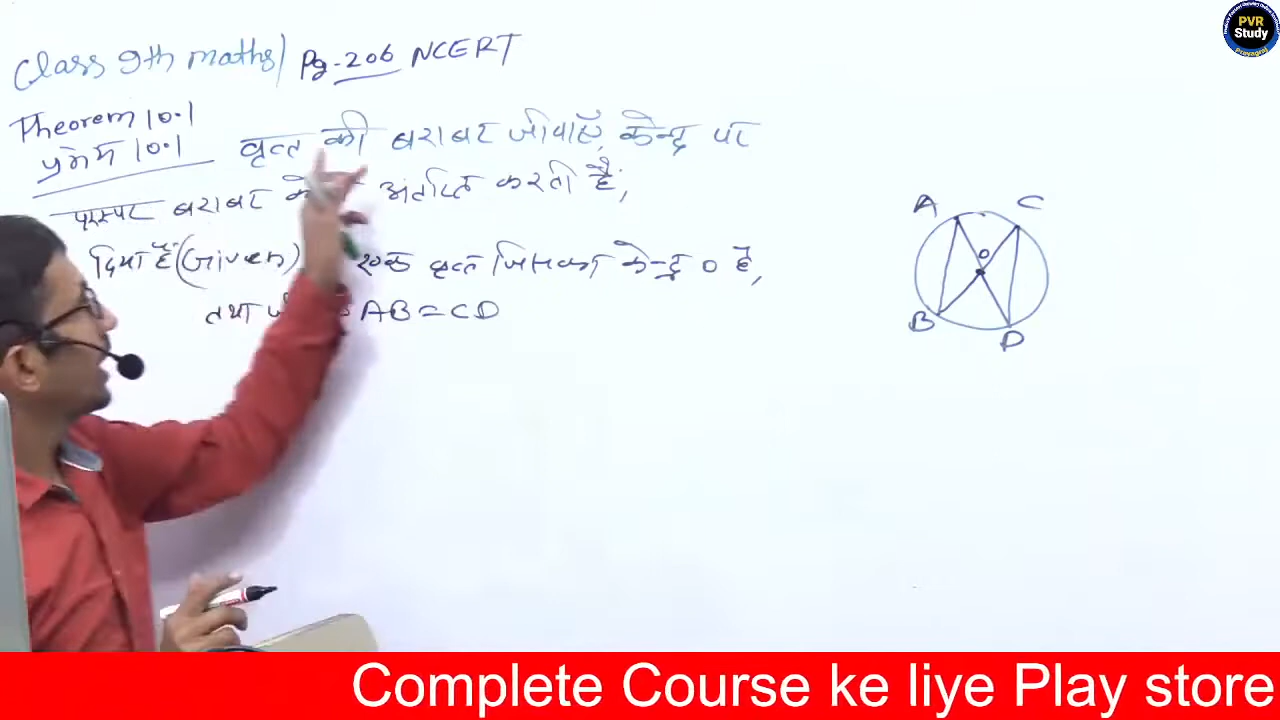 Class 9th maths/ Pg-206 NCERT
Theorem 10.1
प्रमेय 10.1
वृत्त की बराबर जीवाएँ, केन्द्र पर
परस्पर बराबर अंतरित करती हैं;
दिया है (Given) एक वृत्त जिसका केन्द्र O है,
तथा AB = CD
A
C
O
B
D
PVR
Study
Prayagraj
Complete Course ke liye Play store